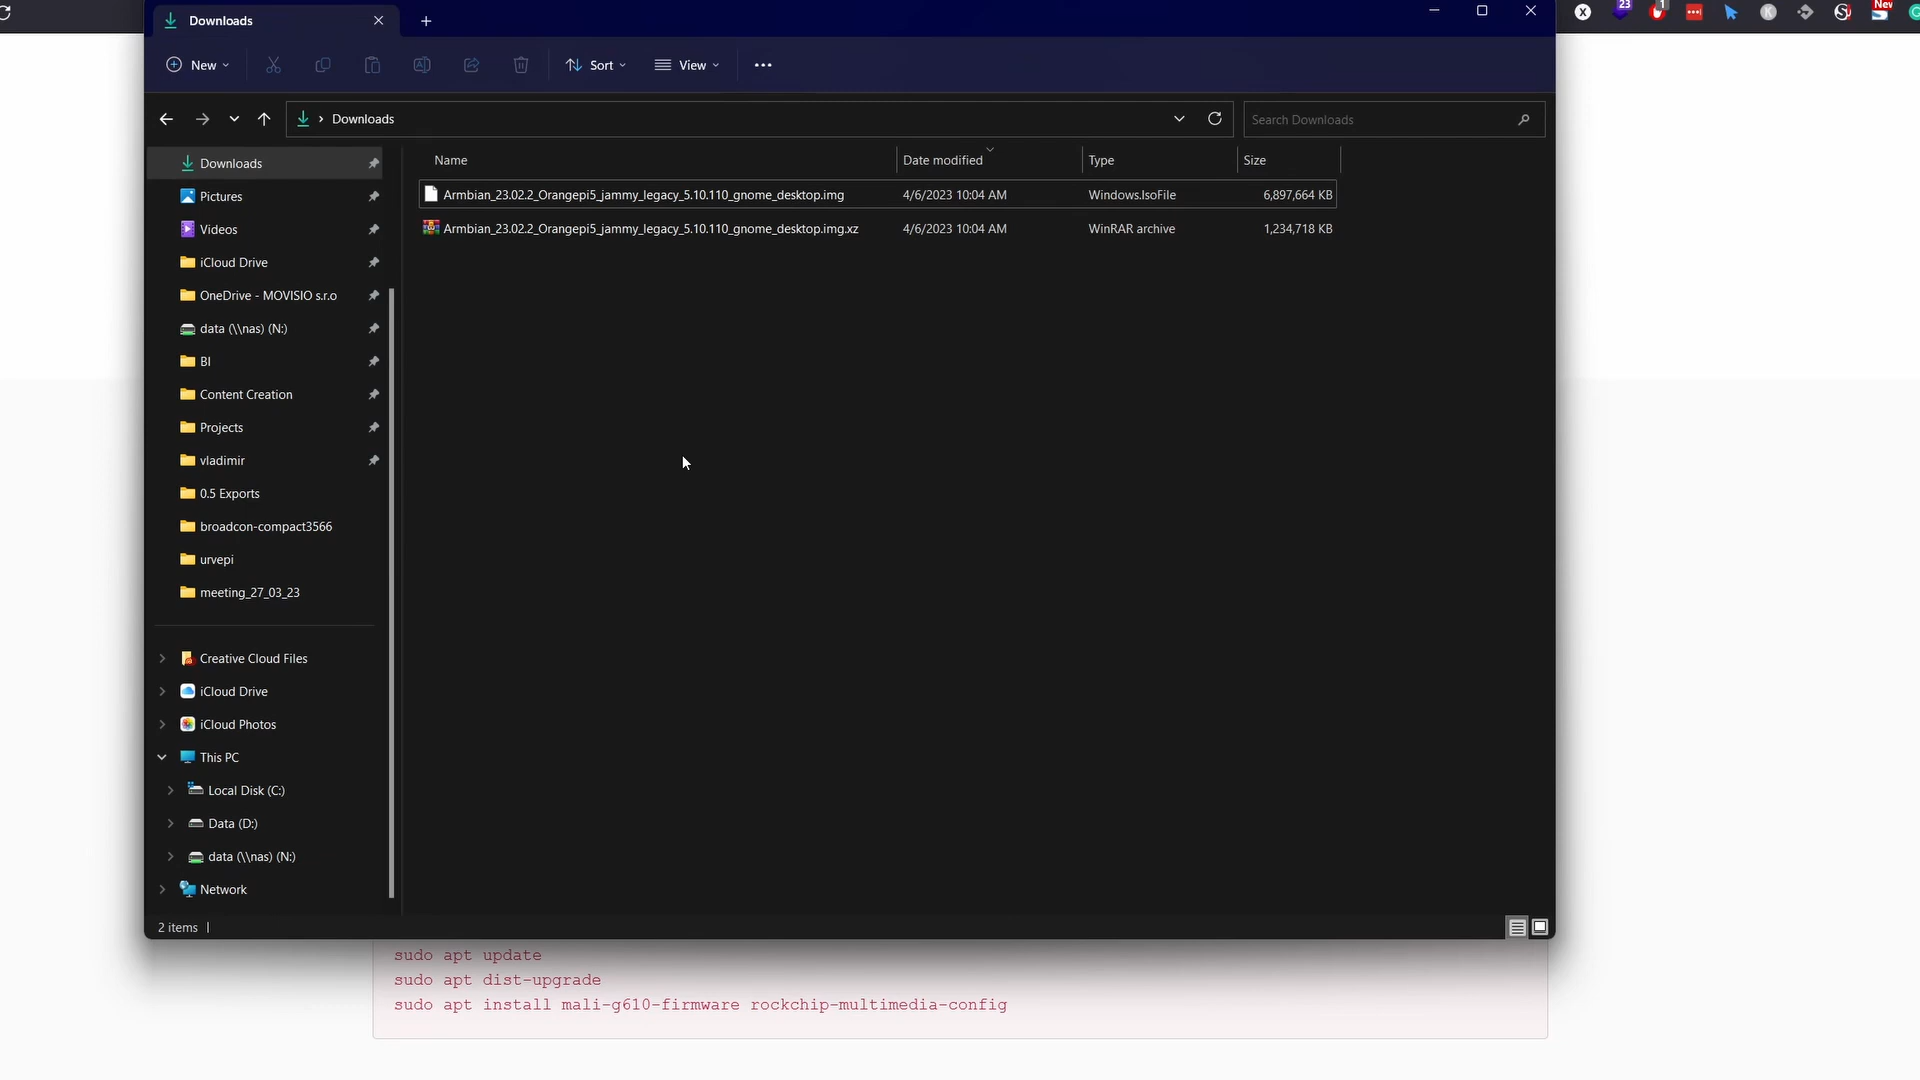 Downloads
23
1
New
New
Sort
View
Downloads
Search Downloads
Name
Date modified
Type
Size
Downloads
Armbian_23.02.2_Orangepi5_jammy_legacy_5.10.110_gnome_desktop.img
4/6/2023 10:04 AM
Windows.IsoFile
6,897,664 KB
Pictures
Armbian_23.02.2_Orangepi5_jammy_legacy_5.10.110_gnome_desktop.img.xz
4/6/2023 10:04 AM
WinRAR archive
1,234,718 KB
Videos
iCloud Drive
OneDrive - MOVISIO s.r.o
data (\\nas) (N:)
BI
Content Creation
Projects
vladimir
0.5 Exports
broadcon-compact3566
urvepi
meeting_27_03_23
Creative Cloud Files
iCloud Drive
iCloud Photos
This PC
Local Disk (C:)
Data (D:)
data (\\nas) (N:)
Network
2 items
sudo apt update
sudo apt dist-upgrade
sudo apt install mali-g610-firmware rockchip-multimedia-config